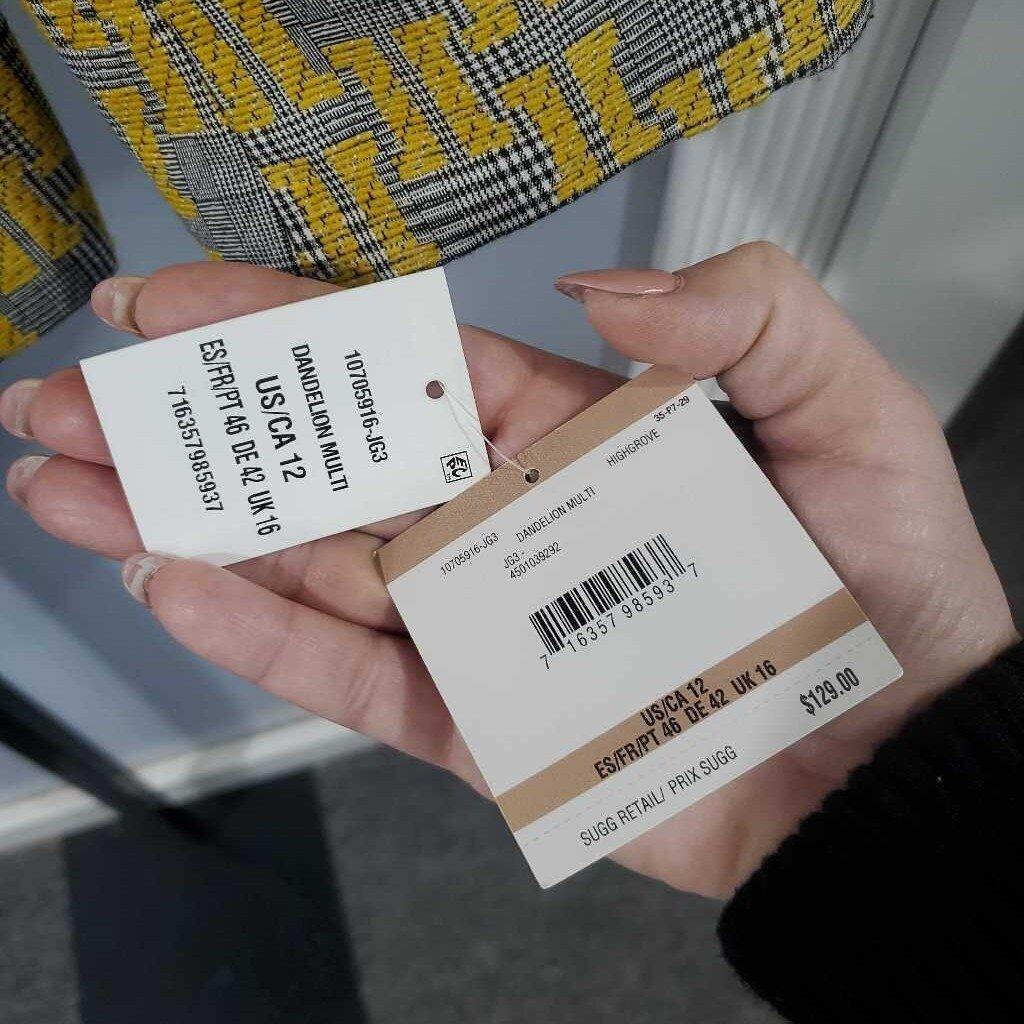 10705916-JG3
DANDELION MULTI
US/CA 12
ES/FR/PT 46 DE 42 UK 16
716357985937
35-P7-29
HIGHGROVE
10705916-JG3 DANDELION MULTI
JG3 -
4501039292
7 16357 98593 7
US/CA 12
ES/FR/PT 46 DE 42 UK 16
$129.00
SUGG RETAIL/ PRIX SUGG